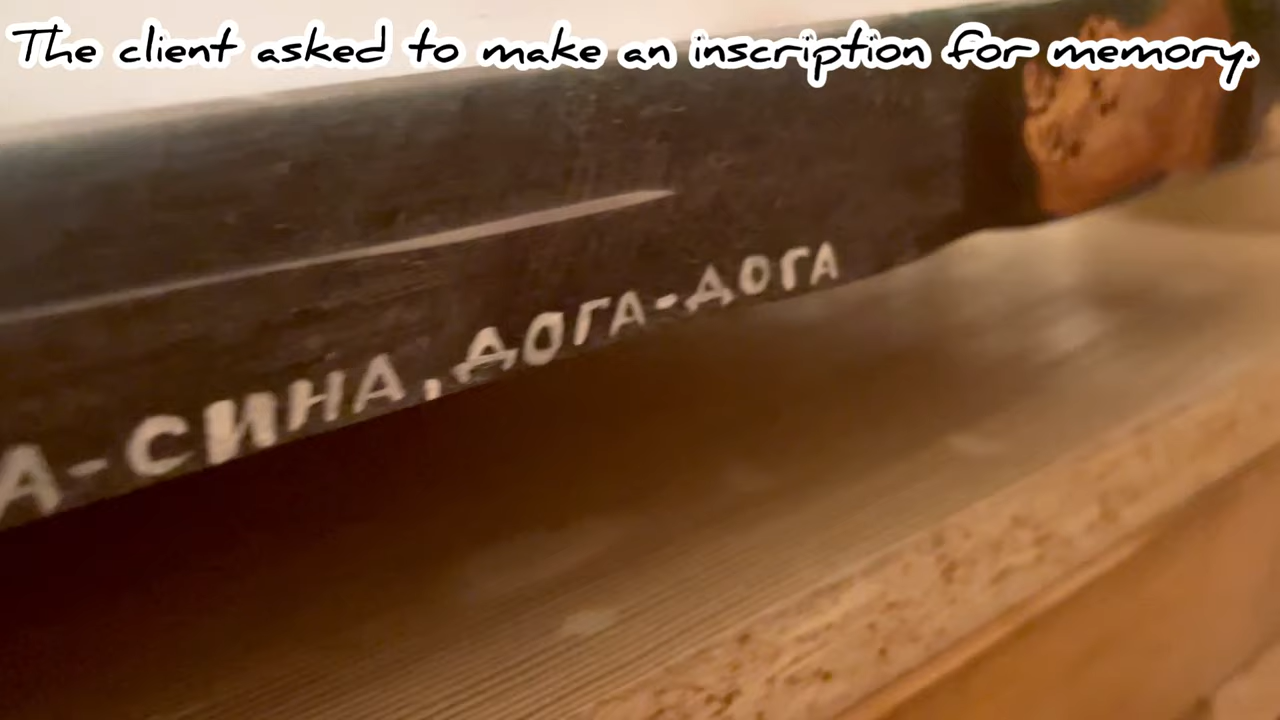 The client asked to make an inscription for memory.
А-СИНА, ДОГА-ДОГА